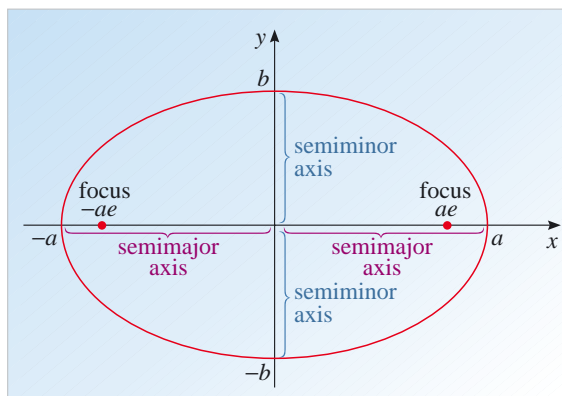 y
b
semiminor
axis
focus
−ae
focus
ae
−a
a
x
semimajor
axis
semimajor
axis
semiminor
axis
−b